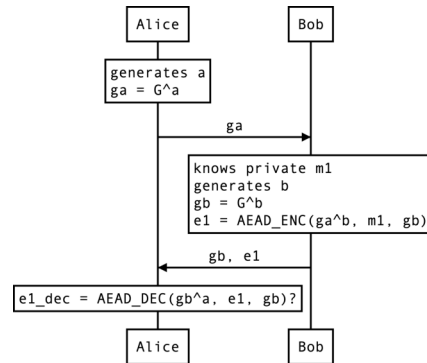 Alice
Bob
generates a
ga = G^a
ga
knows private m1
generates b
gb = G^b
e1 = AEAD_ENC(ga^b, m1, gb)
gb, e1
e1_dec = AEAD_DEC(gb^a, e1, gb)?
Alice
Bob